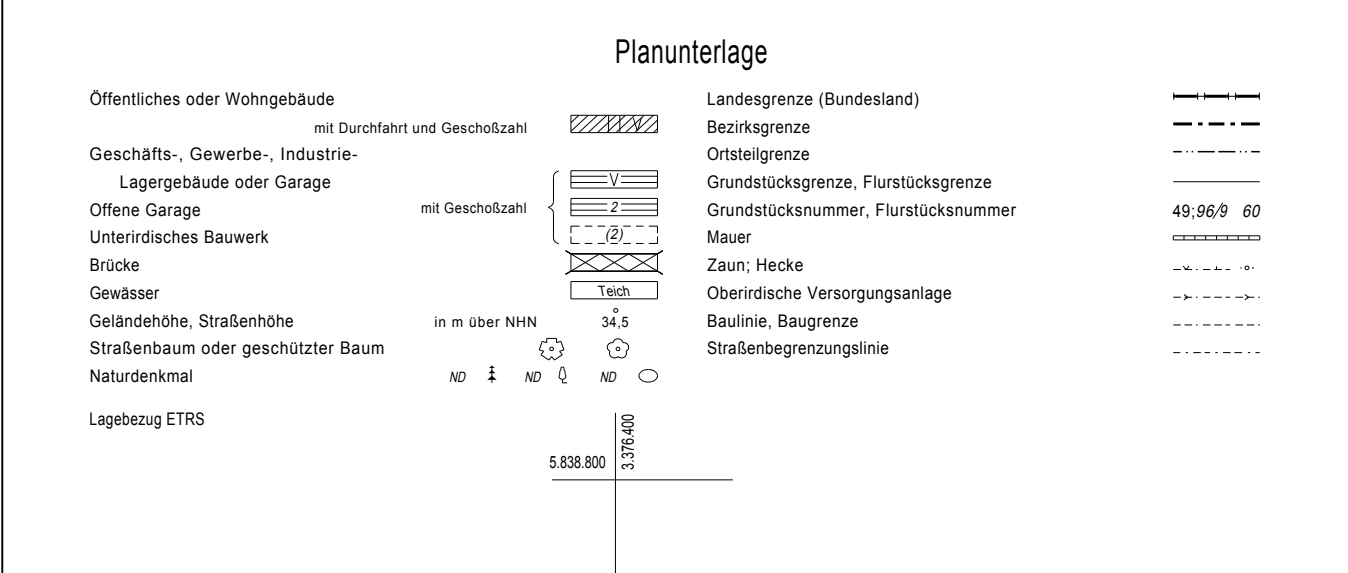 Planunterlage
Öffentliches oder Wohngebäude
mit Durchfahrt und Geschoßzahl V
Geschäfts-, Gewerbe-, Industrie-
Lagergebäude oder Garage V
Offene Garage mit Geschoßzahl 2
Unterirdisches Bauwerk (2)
Brücke
Gewässer Teich
Geländehöhe, Straßenhöhe in m über NHN 34,5
Straßenbaum oder geschützter Baum
Naturdenkmal ND ND ND
Lagebezug ETRS
5.838.800
3.376.400
Landesgrenze (Bundesland)
Bezirksgrenze
Ortsteilgrenze
Grundstücksgrenze, Flurstücksgrenze
Grundstücksnummer, Flurstücksnummer 49;96/9 60
Mauer
Zaun; Hecke
Oberirdische Versorgungsanlage
Baulinie, Baugrenze
Straßenbegrenzungslinie